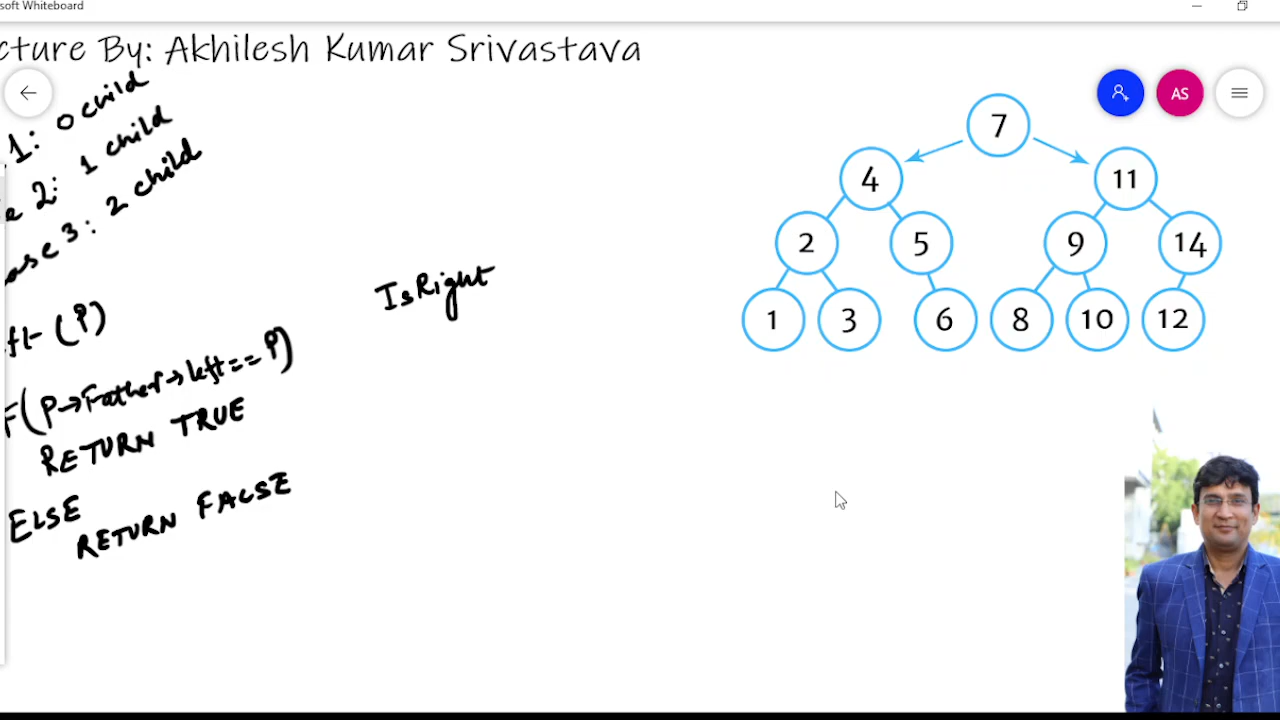 soft Whiteboard
cture By: Akhilesh Kumar Srivastava
1: 0 child
e 2: 1 child
ase 3: 2 child
ft (P)
F(P→Father→left == P)
RETURN TRUE
ELSE
RETURN FALSE
IsRight
AS
7
4 11
2 5 9 14
1 3 6 8 10 12